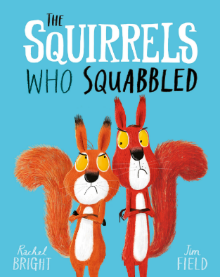 THE
SQUIRRELS
WHO SQUABBLED
Rachel Jim
BRIGHT FIELD